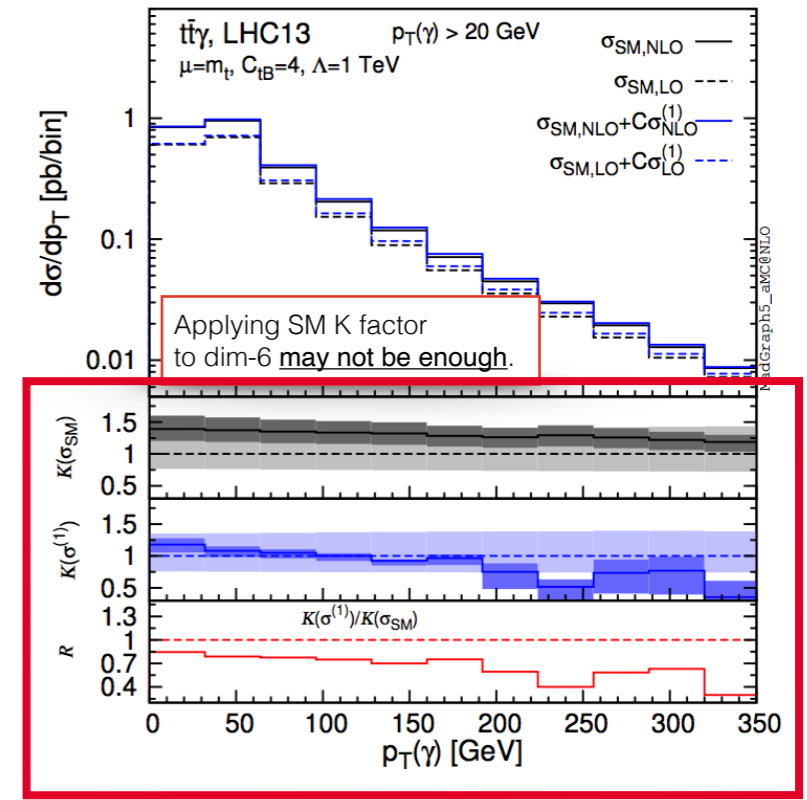 tt̄γ, LHC13 p_T(γ) > 20 GeV
μ=m_t, C_tB=4, Λ=1 TeV
σ_SM,NLO
σ_SM,LO
σ_SM,NLO+Cσ^(1)_NLO
σ_SM,LO+Cσ^(1)_LO
dσ/dp_T [pb/bin]
1
0.1
0.01
MadGraph5_aMC@NLO
Applying SM K factor
to dim-6 may not be enough.
K(σ_SM)
1.5
1
0.5
K(σ^(1))
1.5
1
0.5
K(σ^(1))/K(σ_SM)
R
1.3
1
0.7
0.4
0 50 100 150 200 250 300 350
p_T(γ) [GeV]